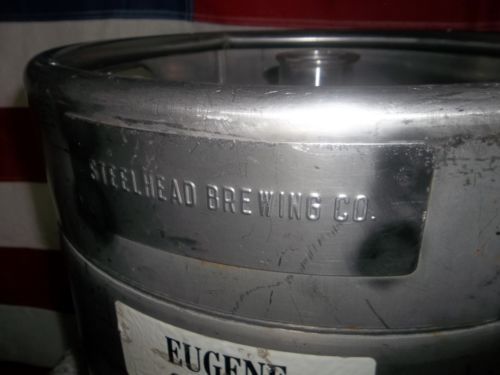 STEELHEAD BREWING CO.
EUGENE